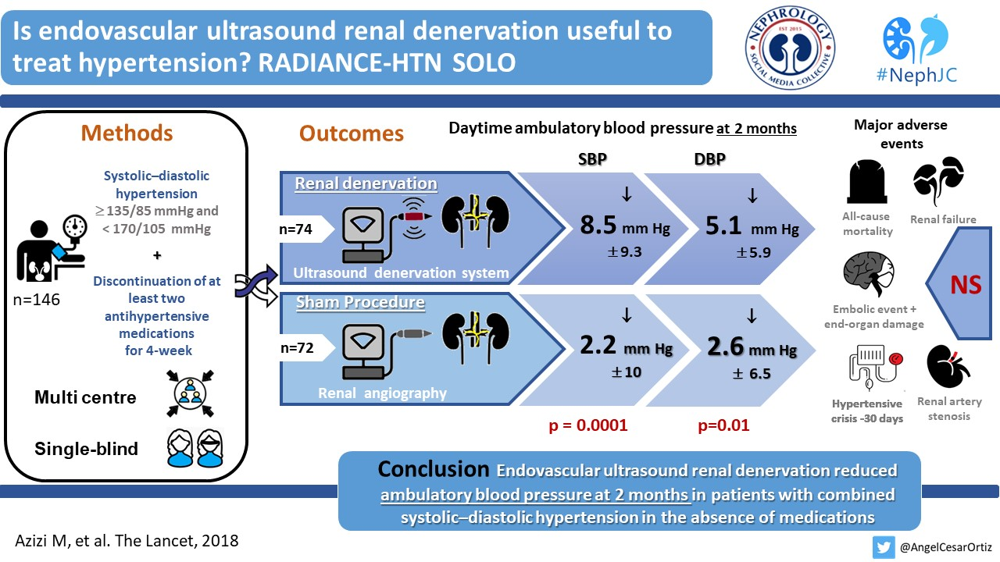 Is endovascular ultrasound renal denervation useful to
treat hypertension? RADIANCE-HTN SOLO
NEPHROLOGY
EST 2015
SOCIAL MEDIA COLLECTIVE
#NephJC
Methods
Systolic–diastolic
hypertension
≥ 135/85 mmHg and
< 170/105 mmHg
+
Discontinuation of at
least two
antihypertensive
medications
for 4-week
n=146
Multi centre
Single-blind
Outcomes
Daytime ambulatory blood pressure at 2 months
SBP
DBP
Renal denervation
n=74
Ultrasound denervation system
↓
8.5 mm Hg
±9.3
↓
5.1 mm Hg
±5.9
Sham Procedure
n=72
Renal angiography
↓
2.2 mm Hg
±10
↓
2.6 mm Hg
± 6.5
p = 0.0001
p=0.01
Major adverse
events
All-cause
mortality
Renal failure
Embolic event +
end-organ damage
Hypertensive
crisis -30 days
Renal artery
stenosis
NS
Conclusion Endovascular ultrasound renal denervation reduced
ambulatory blood pressure at 2 months in patients with combined
systolic–diastolic hypertension in the absence of medications
Azizi M, et al. The Lancet, 2018
@AngelCesarOrtiz